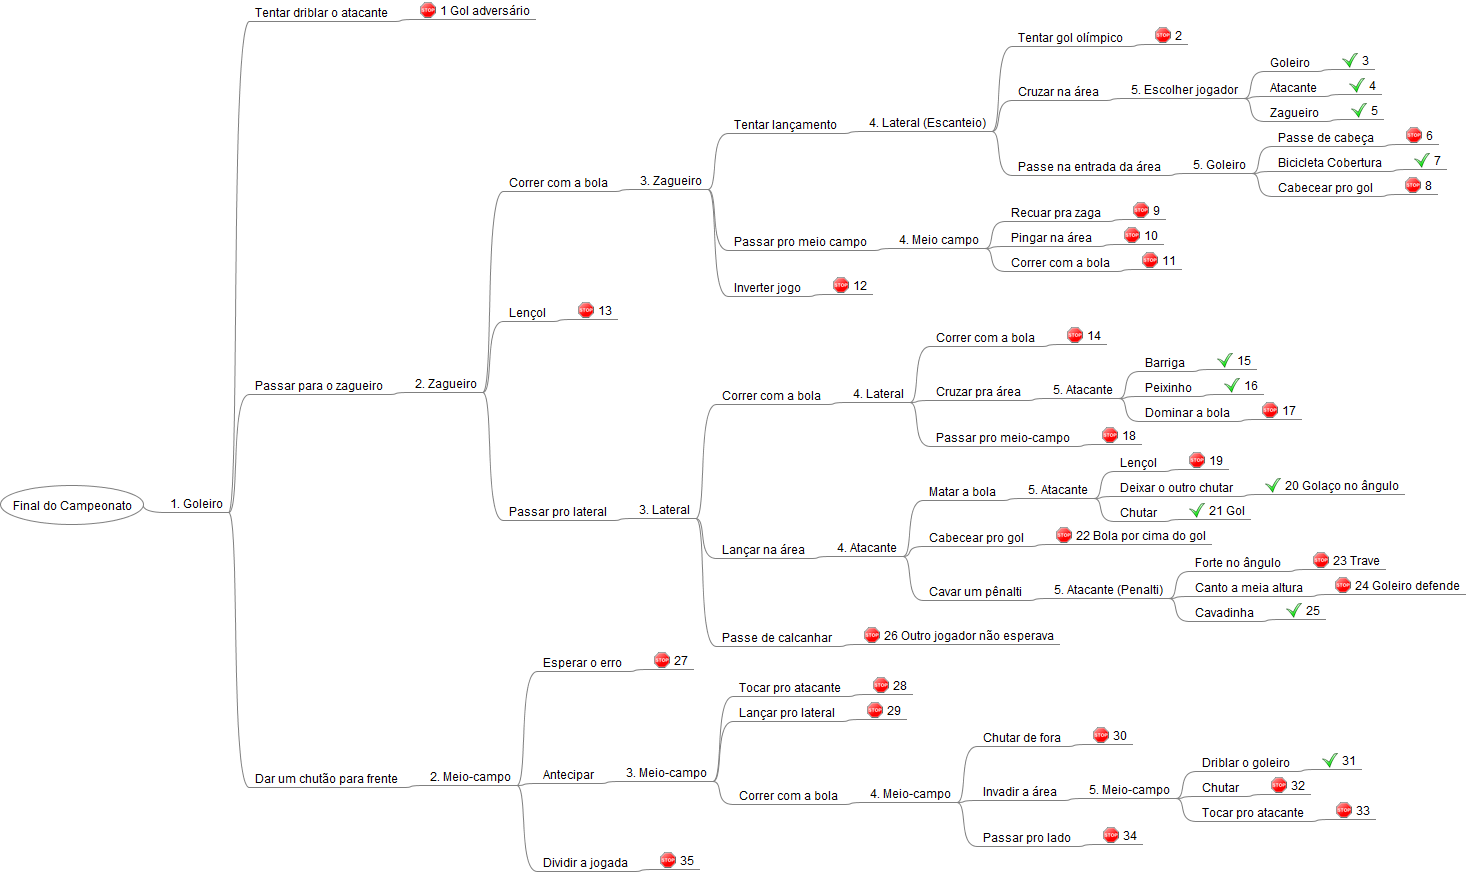 Final do Campeonato
1. Goleiro
Tentar driblar o atacante
STOP 1 Gol adversário
Passar para o zagueiro
2. Zagueiro
Correr com a bola
3. Zagueiro
Tentar lançamento
4. Lateral (Escanteio)
Tentar gol olímpico
STOP 2
Cruzar na área
5. Escolher jogador
Goleiro
3
Atacante
4
Zagueiro
5
Passe na entrada da área
5. Goleiro
Passe de cabeça
STOP 6
Bicicleta Cobertura
7
Cabecear pro gol
STOP 8
Passar pro meio campo
4. Meio campo
Recuar pra zaga
STOP 9
Pingar na área
STOP 10
Correr com a bola
STOP 11
Inverter jogo
STOP 12
Lençol
STOP 13
Passar pro lateral
3. Lateral
Correr com a bola
4. Lateral
Correr com a bola
STOP 14
Cruzar pra área
5. Atacante
Barriga
15
Peixinho
16
Dominar a bola
STOP 17
Passar pro meio-campo
STOP 18
Lançar na área
4. Atacante
Matar a bola
5. Atacante
Lençol
STOP 19
Deixar o outro chutar
20 Golaço no ângulo
Chutar
21 Gol
Cabecear pro gol
STOP 22 Bola por cima do gol
Cavar um pênalti
5. Atacante (Penalti)
Forte no ângulo
STOP 23 Trave
Canto a meia altura
STOP 24 Goleiro defende
Cavadinha
25
Passe de calcanhar
STOP 26 Outro jogador não esperava
Dar um chutão para frente
2. Meio-campo
Esperar o erro
STOP 27
Antecipar
3. Meio-campo
Tocar pro atacante
STOP 28
Lançar pro lateral
STOP 29
Correr com a bola
4. Meio-campo
Chutar de fora
STOP 30
Invadir a área
5. Meio-campo
Driblar o goleiro
31
Chutar
STOP 32
Tocar pro atacante
STOP 33
Passar pro lado
STOP 34
Dividir a jogada
STOP 35